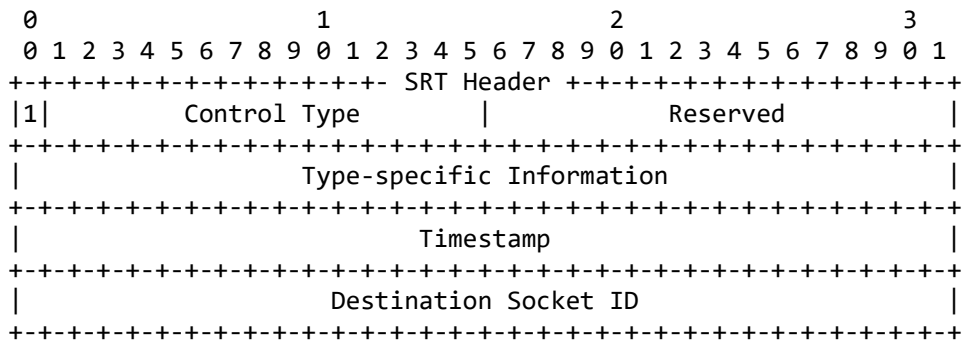 0                   1                   2                   3
 0 1 2 3 4 5 6 7 8 9 0 1 2 3 4 5 6 7 8 9 0 1 2 3 4 5 6 7 8 9 0 1
+-+-+-+-+-+-+-+-+-+-+-+-+- SRT Header +-+-+-+-+-+-+-+-+-+-+-+-+-+
|1|         Control Type        |            Reserved           |
+-+-+-+-+-+-+-+-+-+-+-+-+-+-+-+-+-+-+-+-+-+-+-+-+-+-+-+-+-+-+-+-+
|                   Type-specific Information                   |
+-+-+-+-+-+-+-+-+-+-+-+-+-+-+-+-+-+-+-+-+-+-+-+-+-+-+-+-+-+-+-+-+
|                           Timestamp                           |
+-+-+-+-+-+-+-+-+-+-+-+-+-+-+-+-+-+-+-+-+-+-+-+-+-+-+-+-+-+-+-+-+
|                     Destination Socket ID                     |
+-+-+-+-+-+-+-+-+-+-+-+-+-+-+-+-+-+-+-+-+-+-+-+-+-+-+-+-+-+-+-+-+